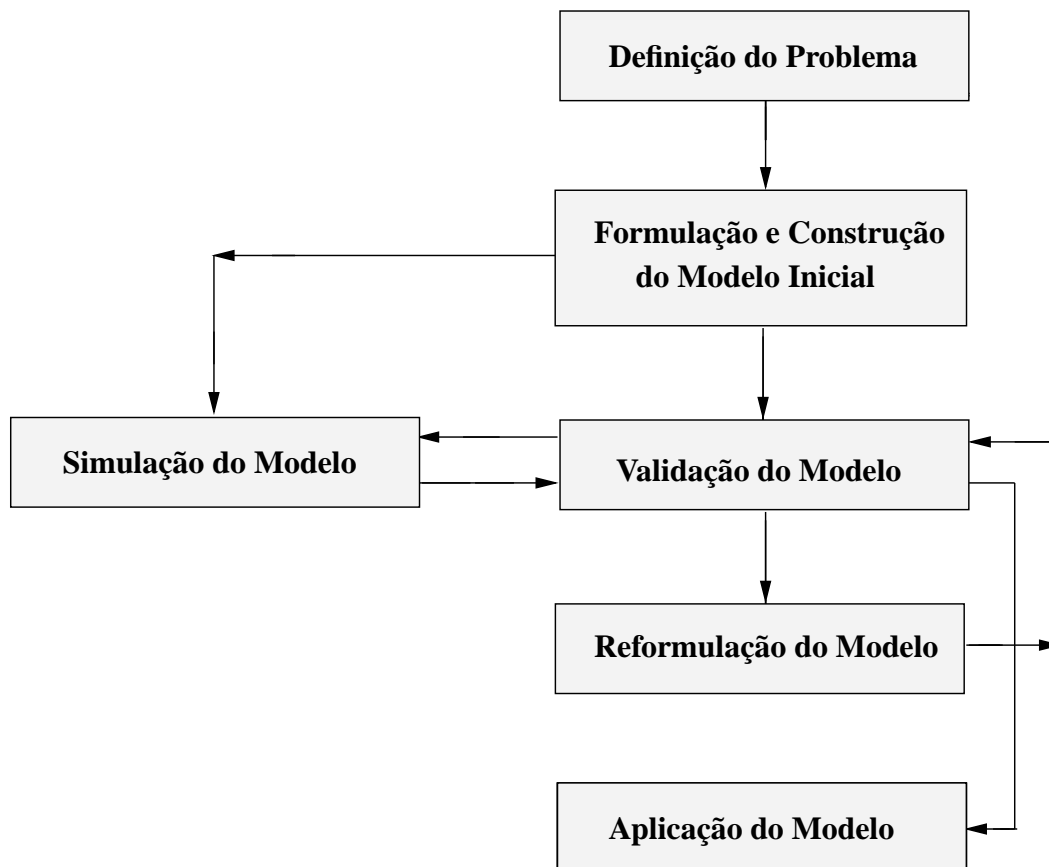 Definição do Problema
Formulação e Construção
do Modelo Inicial
Simulação do Modelo
Validação do Modelo
Reformulação do Modelo
Aplicação do Modelo